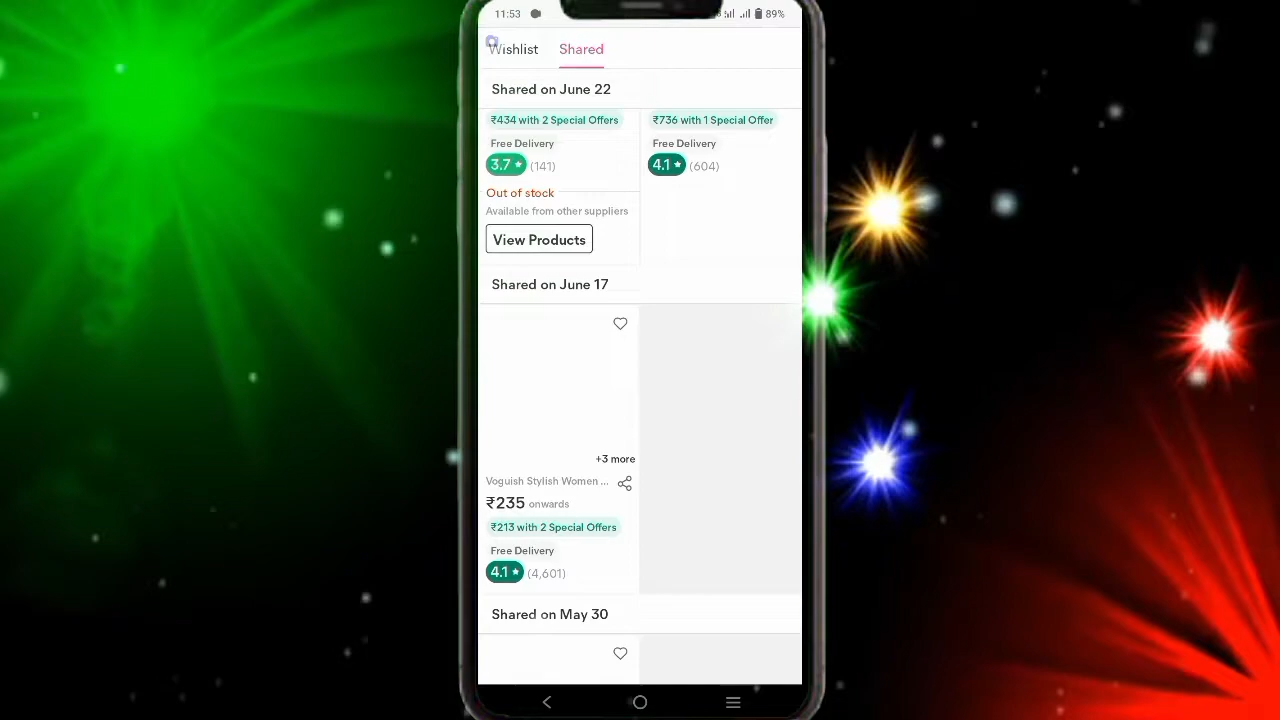 11:53
89%
Wishlist Shared
Shared on June 22
₹434 with 2 Special Offers
Free Delivery
3.7 ★ (141)
Out of stock
Available from other suppliers
View Products
₹736 with 1 Special Offer
Free Delivery
4.1 ★ (604)
Shared on June 17
+3 more
Voguish Stylish Women ...
₹235 onwards
₹213 with 2 Special Offers
Free Delivery
4.1 ★ (4,601)
Shared on May 30